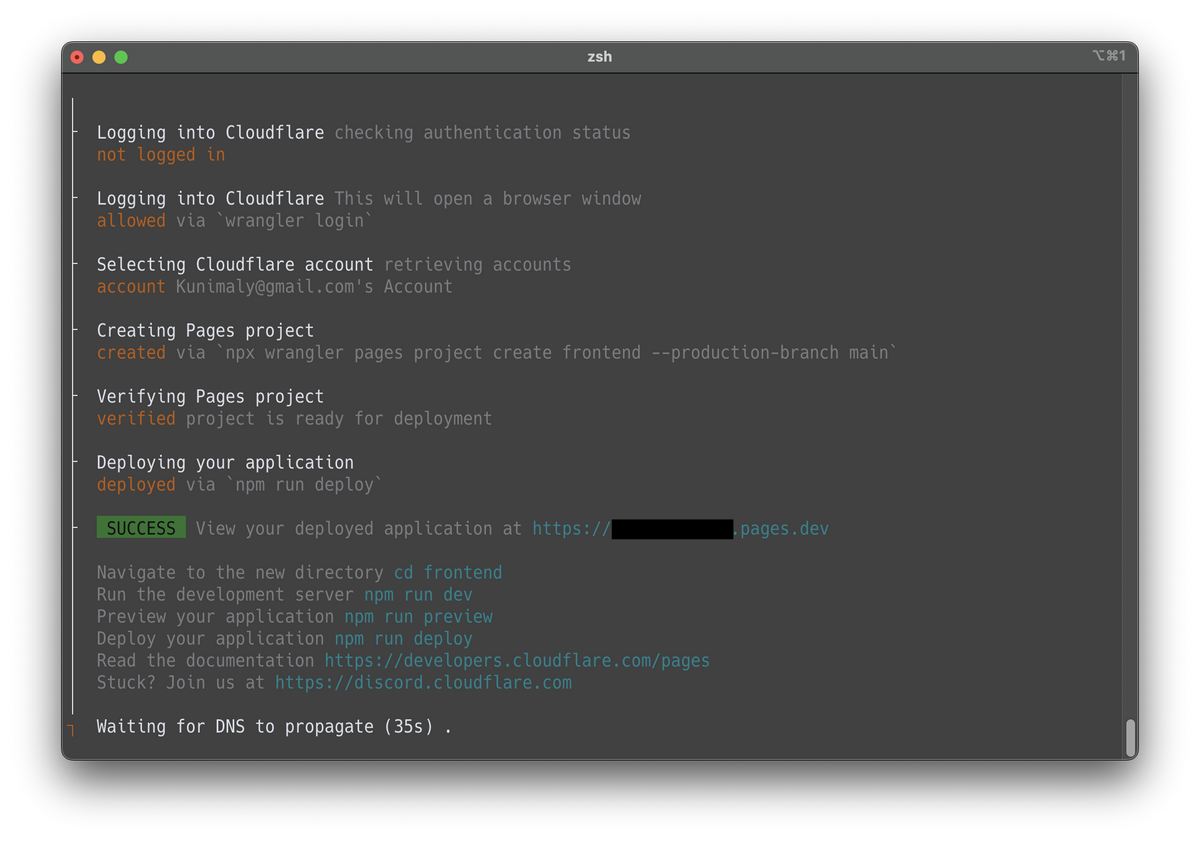 zsh
⌥⌘1
Logging into Cloudflare checking authentication status
not logged in
Logging into Cloudflare This will open a browser window
allowed via `wrangler login`
Selecting Cloudflare account retrieving accounts
account Kunimaly@gmail.com's Account
Creating Pages project
created via `npx wrangler pages project create frontend --production-branch main`
Verifying Pages project
verified project is ready for deployment
Deploying your application
deployed via `npm run deploy`
SUCCESS View your deployed application at https://.pages.dev
Navigate to the new directory cd frontend
Run the development server npm run dev
Preview your application npm run preview
Deploy your application npm run deploy
Read the documentation https://developers.cloudflare.com/pages
Stuck? Join us at https://discord.cloudflare.com
Waiting for DNS to propagate (35s) .